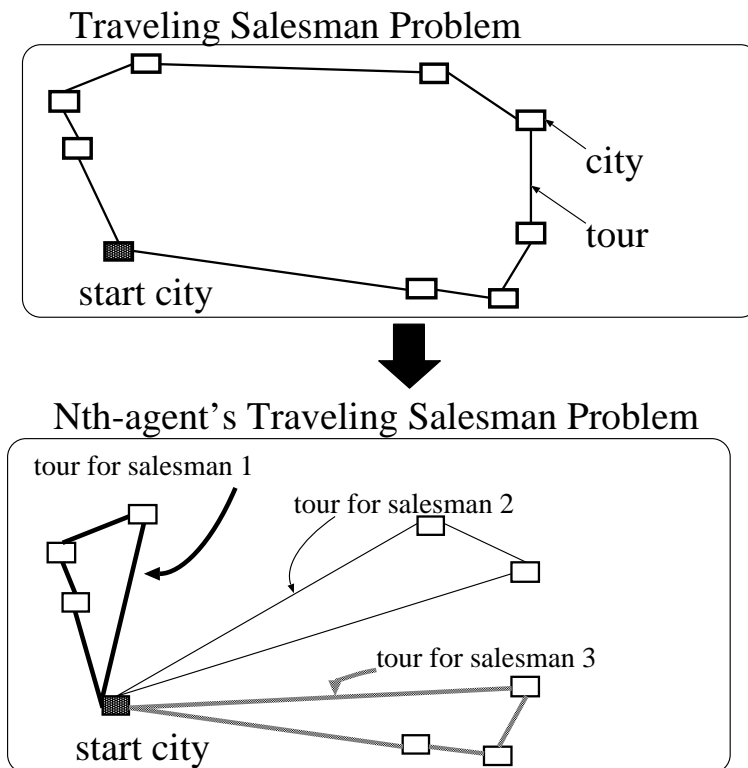 Traveling Salesman Problem
city
tour
start city
Nth-agent's Traveling Salesman Problem
tour for salesman 1
tour for salesman 2
tour for salesman 3
start city